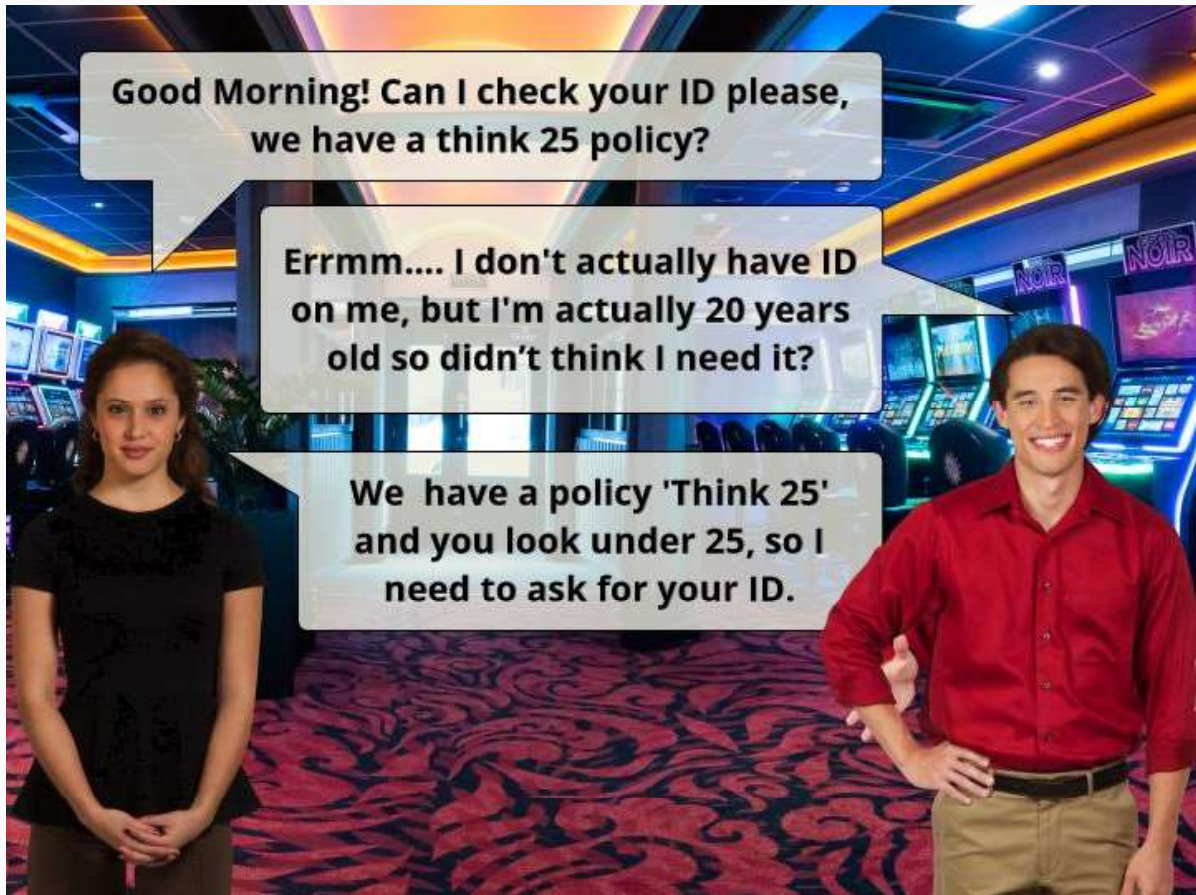 Good Morning! Can I check your ID please,
we have a think 25 policy?
Errmm.... I don't actually have ID
on me, but I'm actually 20 years
old so didn’t think I need it?
We  have a policy 'Think 25'
and you look under 25, so I
need to ask for your ID.
NOIR
NOIR